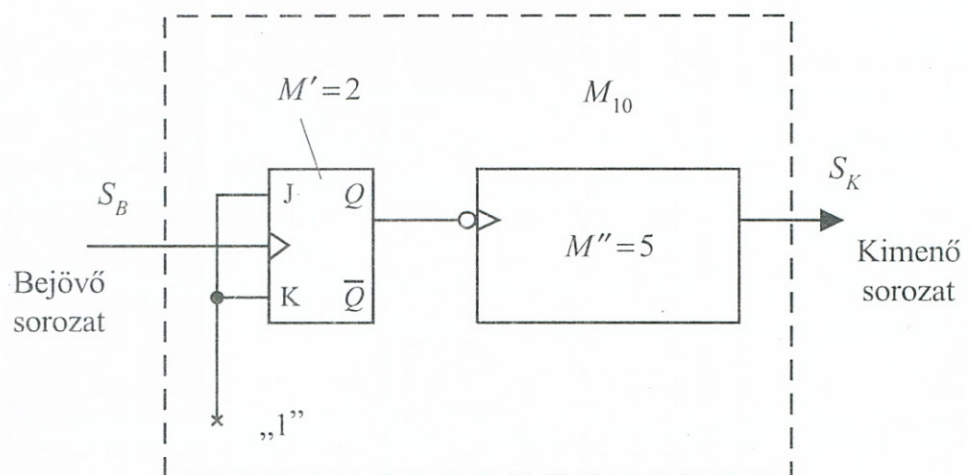 M′=2
M₁₀
S_B
J Q
S_K
M″=5
Bejövő
sorozat
K Q̅
Kimenő
sorozat
„1”